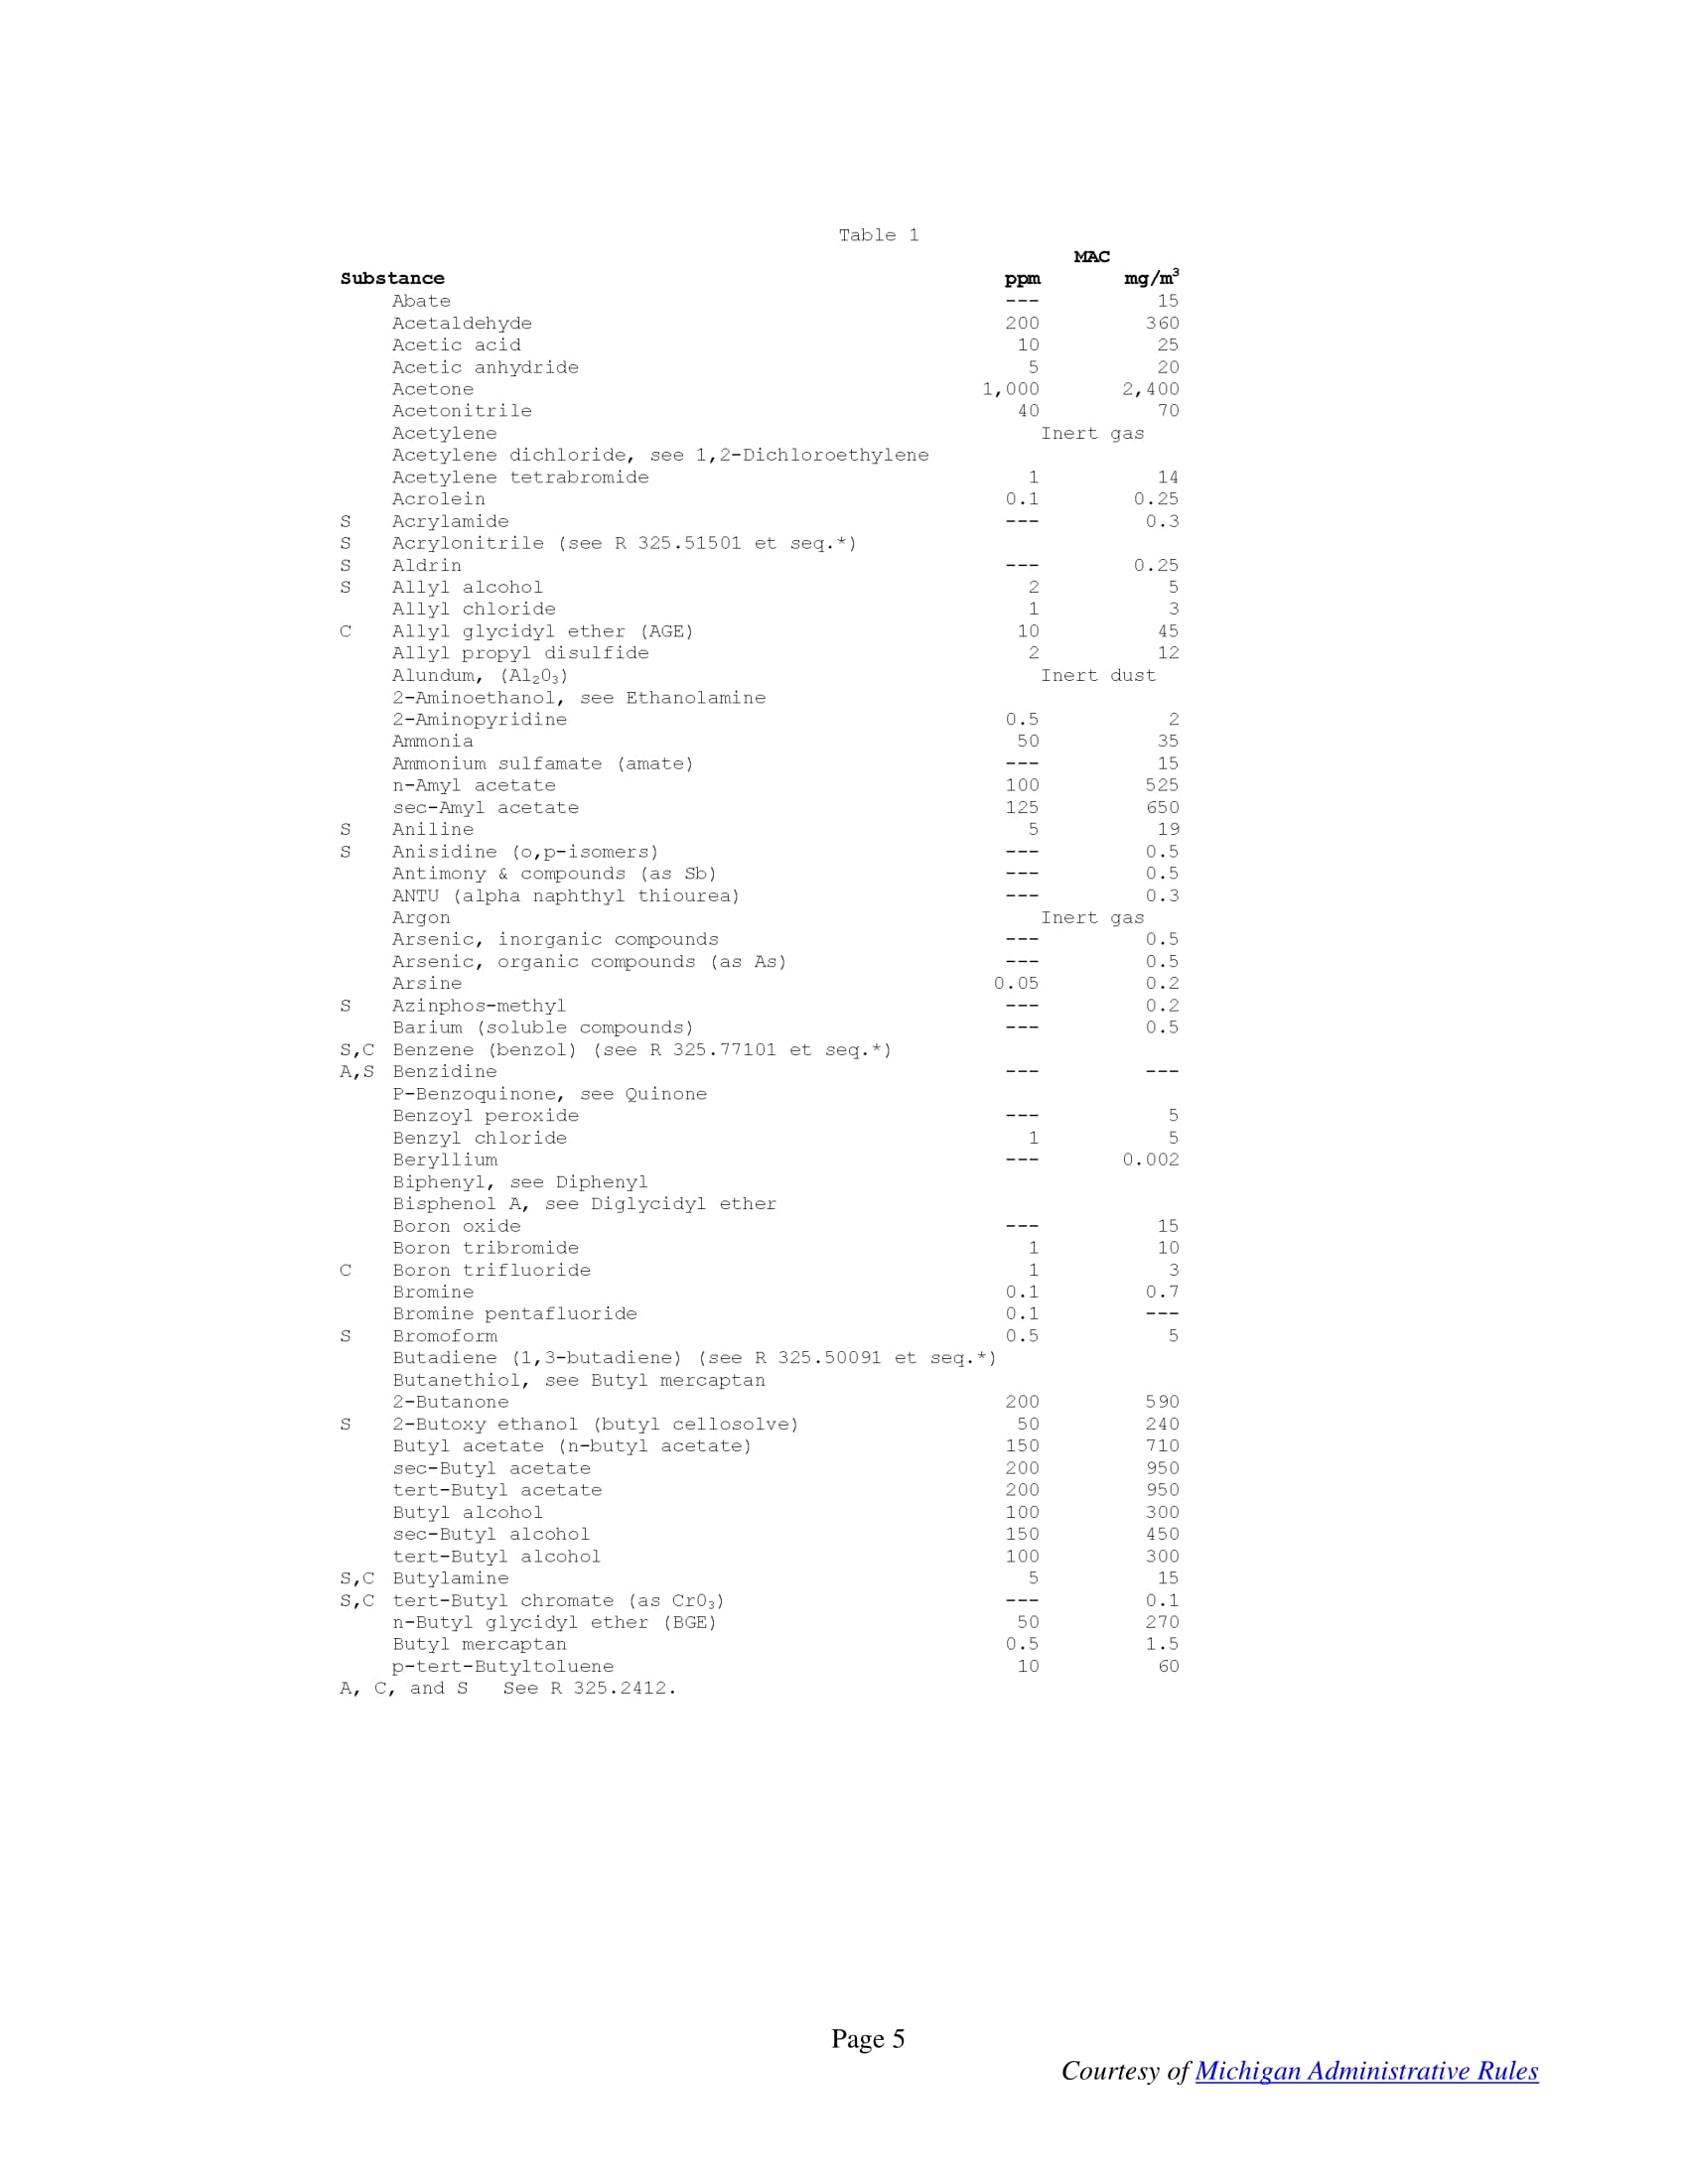 Table 1
MAC
Substance ppm mg/m³
Abate --- 15
Acetaldehyde 200 360
Acetic acid 10 25
Acetic anhydride 5 20
Acetone 1,000 2,400
Acetonitrile 40 70
Acetylene Inert gas
Acetylene dichloride, see 1,2-Dichloroethylene
Acetylene tetrabromide 1 14
Acrolein 0.1 0.25
S Acrylamide --- 0.3
S Acrylonitrile (see R 325.51501 et seq.*)
S Aldrin --- 0.25
S Allyl alcohol 2 5
Allyl chloride 1 3
C Allyl glycidyl ether (AGE) 10 45
Allyl propyl disulfide 2 12
Alundum, (Al₂O₃) Inert dust
2-Aminoethanol, see Ethanolamine
2-Aminopyridine 0.5 2
Ammonia 50 35
Ammonium sulfamate (amate) --- 15
n-Amyl acetate 100 525
sec-Amyl acetate 125 650
S Aniline 5 19
S Anisidine (o,p-isomers) --- 0.5
Antimony & compounds (as Sb) --- 0.5
ANTU (alpha naphthyl thiourea) --- 0.3
Argon Inert gas
Arsenic, inorganic compounds --- 0.5
Arsenic, organic compounds (as As) --- 0.5
Arsine 0.05 0.2
S Azinphos-methyl --- 0.2
Barium (soluble compounds) --- 0.5
S,C Benzene (benzol) (see R 325.77101 et seq.*)
A,S Benzidine --- ---
P-Benzoquinone, see Quinone
Benzoyl peroxide --- 5
Benzyl chloride 1 5
Beryllium --- 0.002
Biphenyl, see Diphenyl
Bisphenol A, see Diglycidyl ether
Boron oxide --- 15
Boron tribromide 1 10
C Boron trifluoride 1 3
Bromine 0.1 0.7
Bromine pentafluoride 0.1 ---
S Bromoform 0.5 5
Butadiene (1,3-butadiene) (see R 325.50091 et seq.*)
Butanethiol, see Butyl mercaptan
2-Butanone 200 590
S 2-Butoxy ethanol (butyl cellosolve) 50 240
Butyl acetate (n-butyl acetate) 150 710
sec-Butyl acetate 200 950
tert-Butyl acetate 200 950
Butyl alcohol 100 300
sec-Butyl alcohol 150 450
tert-Butyl alcohol 100 300
S,C Butylamine 5 15
S,C tert-Butyl chromate (as CrO₃) --- 0.1
n-Butyl glycidyl ether (BGE) 50 270
Butyl mercaptan 0.5 1.5
p-tert-Butyltoluene 10 60
A, C, and S See R 325.2412.
Page 5
Courtesy of Michigan Administrative Rules